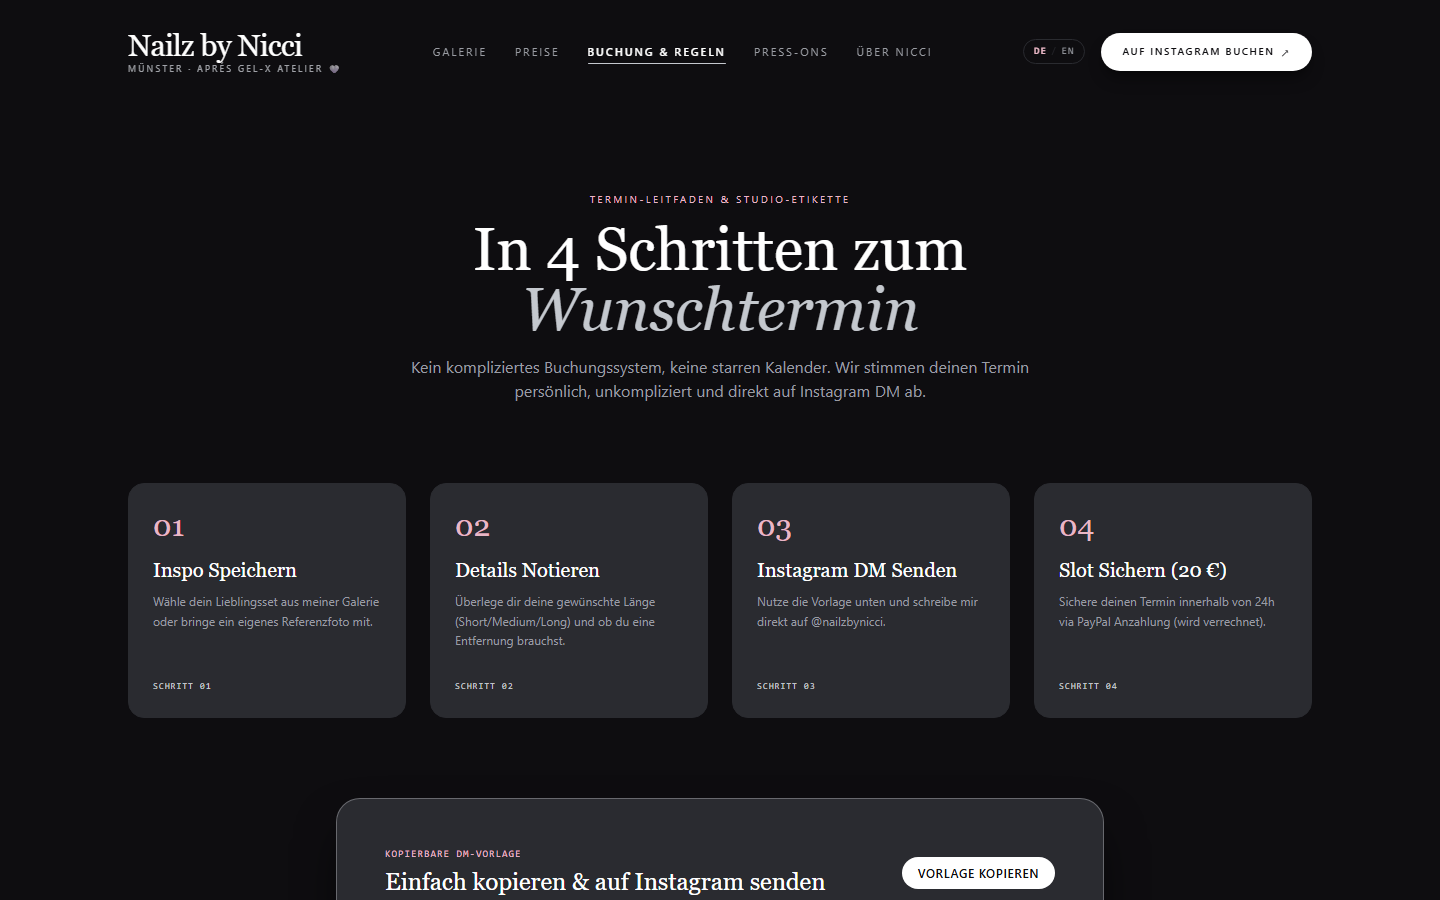 Nailz by Nicci
MÜNSTER · APRÈS GEL-X ATELIER 🖤
GALERIE
PREISE
BUCHUNG & REGELN
PRESS-ONS
ÜBER NICCI
DE / EN
AUF INSTAGRAM BUCHEN ↗
TERMIN-LEITFADEN & STUDIO-ETIKETTE
In 4 Schritten zum
Wunschtermin
Kein kompliziertes Buchungssystem, keine starren Kalender. Wir stimmen deinen Termin
persönlich, unkompliziert und direkt auf Instagram DM ab.
01
Inspo Speichern
Wähle dein Lieblingsset aus meiner Galerie
oder bringe ein eigenes Referenzfoto mit.
SCHRITT 01
02
Details Notieren
Überlege dir deine gewünschte Länge
(Short/Medium/Long) und ob du eine
Entfernung brauchst.
SCHRITT 02
03
Instagram DM Senden
Nutze die Vorlage unten und schreibe mir
direkt auf @nailzbynicci.
SCHRITT 03
04
Slot Sichern (20 €)
Sichere deinen Termin innerhalb von 24h
via PayPal Anzahlung (wird verrechnet).
SCHRITT 04
KOPIERBARE DM-VORLAGE
Einfach kopieren & auf Instagram senden
VORLAGE KOPIEREN